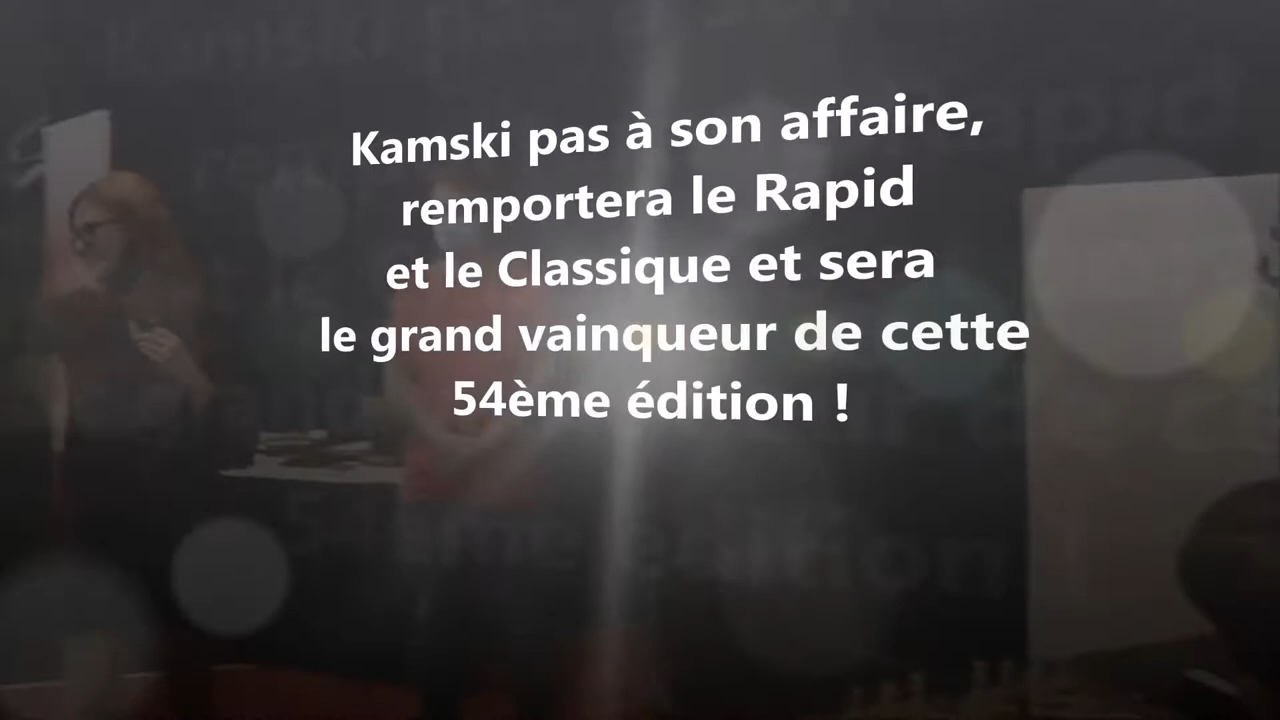 Kamski pas à son affaire,
remportera le Rapid
et le Classique et sera
le grand vainqueur de cette
54ème édition !